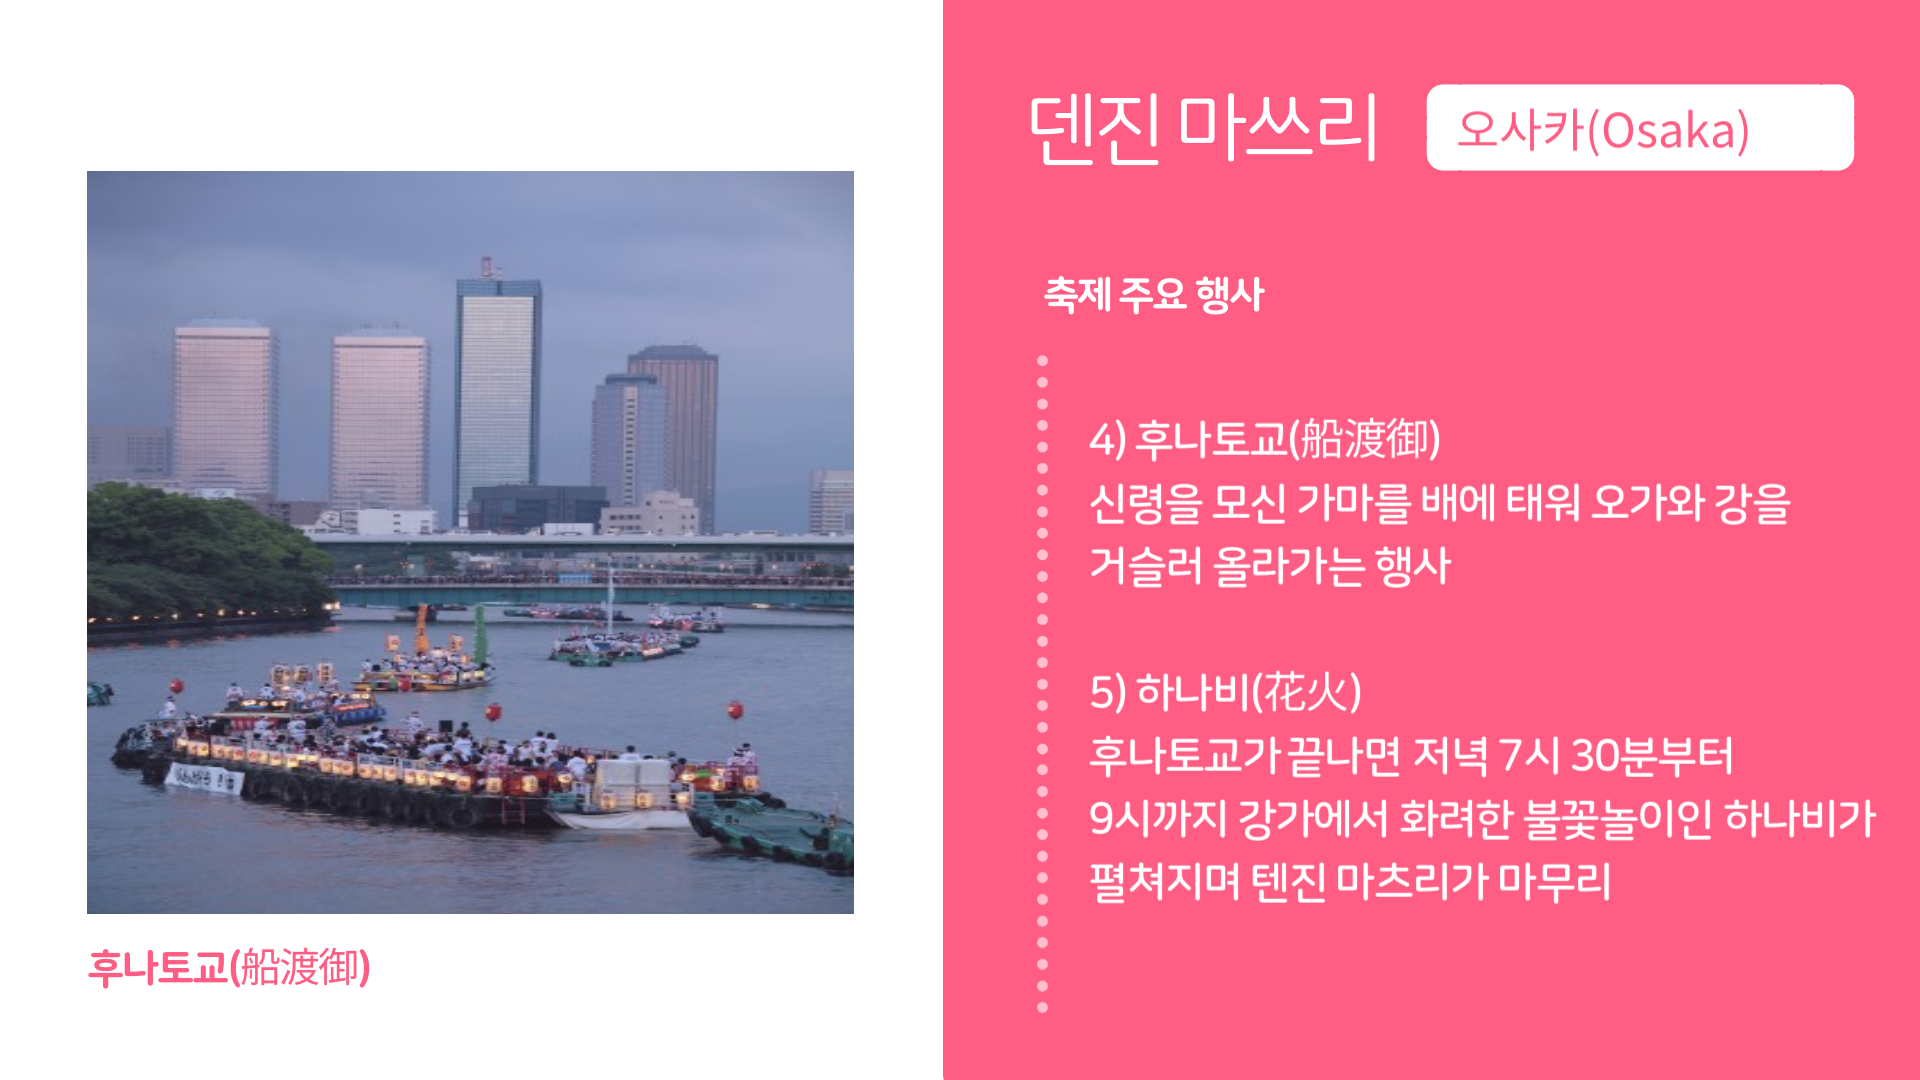 덴진 마쓰리
오사카(Osaka)
축제 주요 행사
4) 후나토교(船渡御)
신령을 모신 가마를 배에 태워 오가와 강을
거슬러 올라가는 행사
5) 하나비(花火)
후나토교가 끝나면 저녁 7시 30분부터
9시까지 강가에서 화려한 불꽃놀이인 하나비가
펼쳐지며 텐진 마츠리가 마무리
후나토교(船渡御)